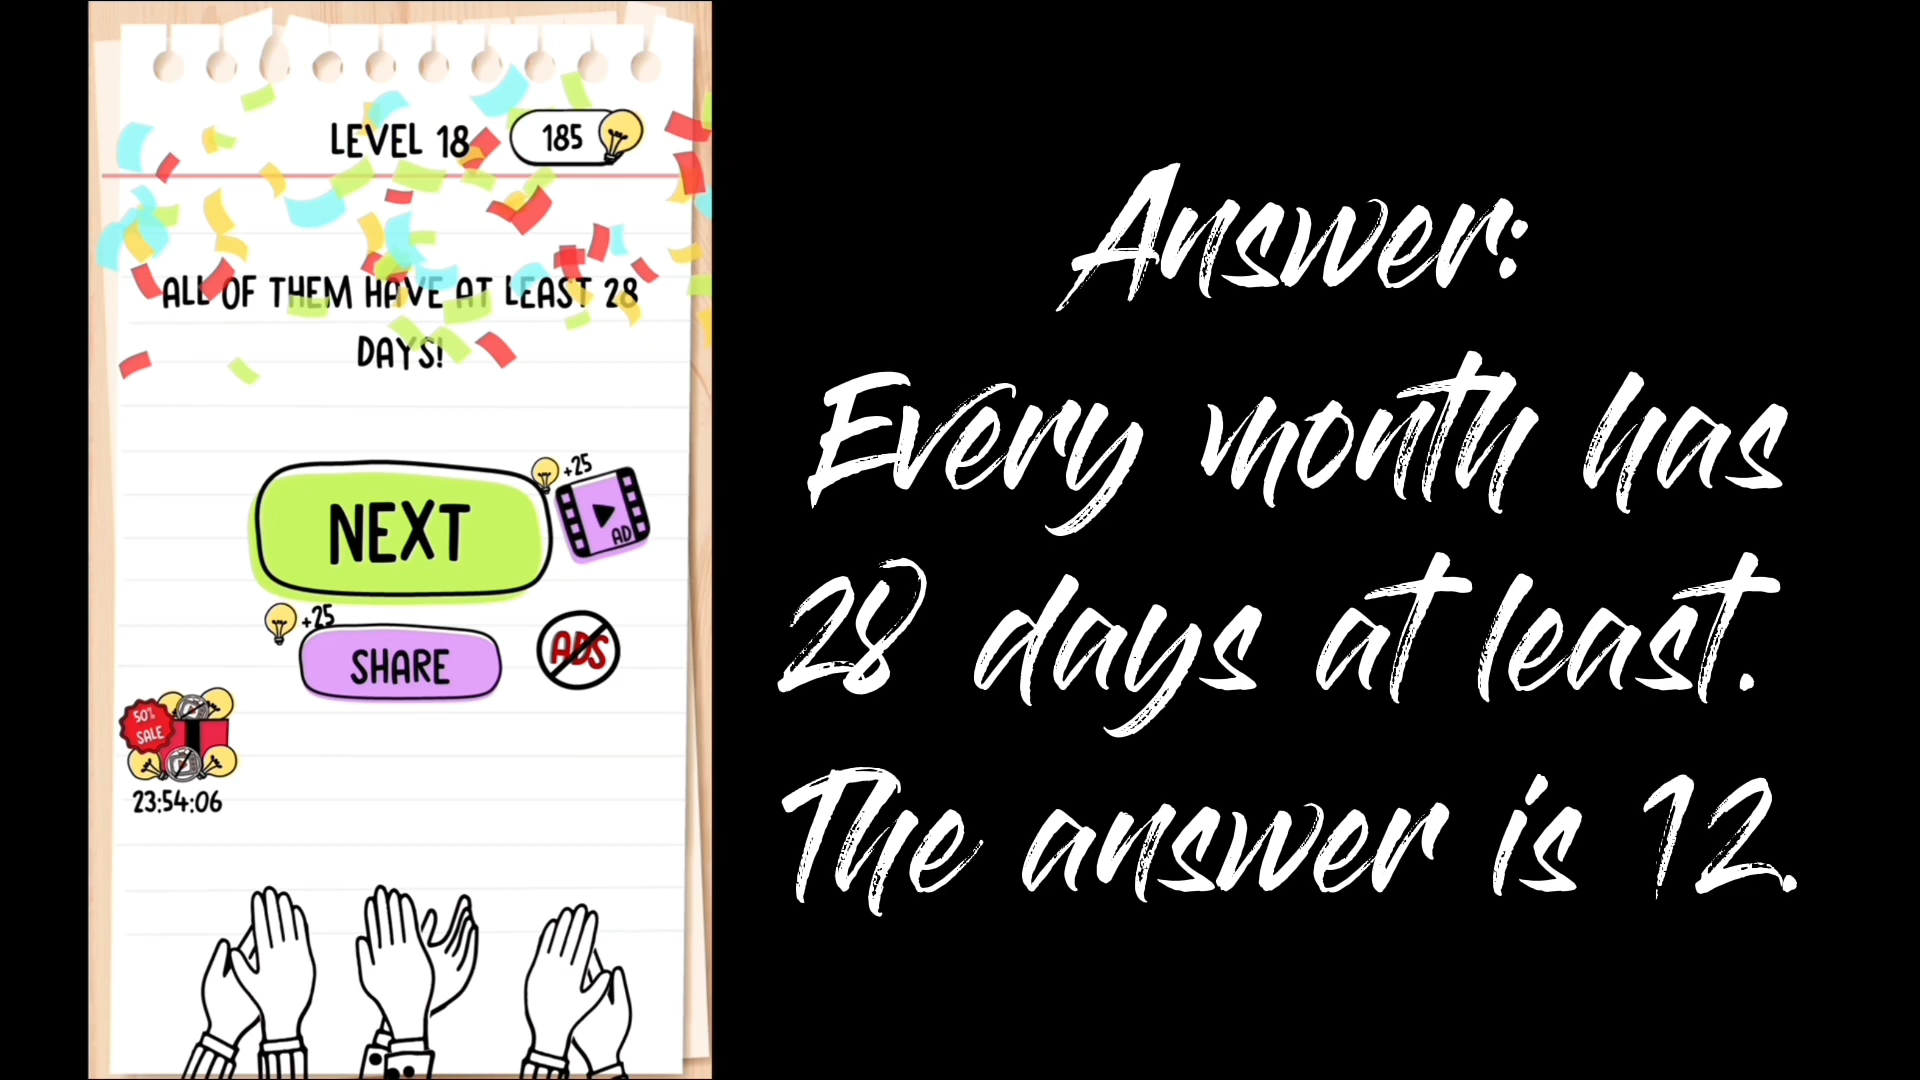 LEVEL 18
185
ALL OF THEM HAVE AT LEAST 28
DAYS!
+25
NEXT
AD
+25
SHARE
ADS
50%
SALE
23:54:06
Answer:
Every month has
28 days at least.
The answer is 12.